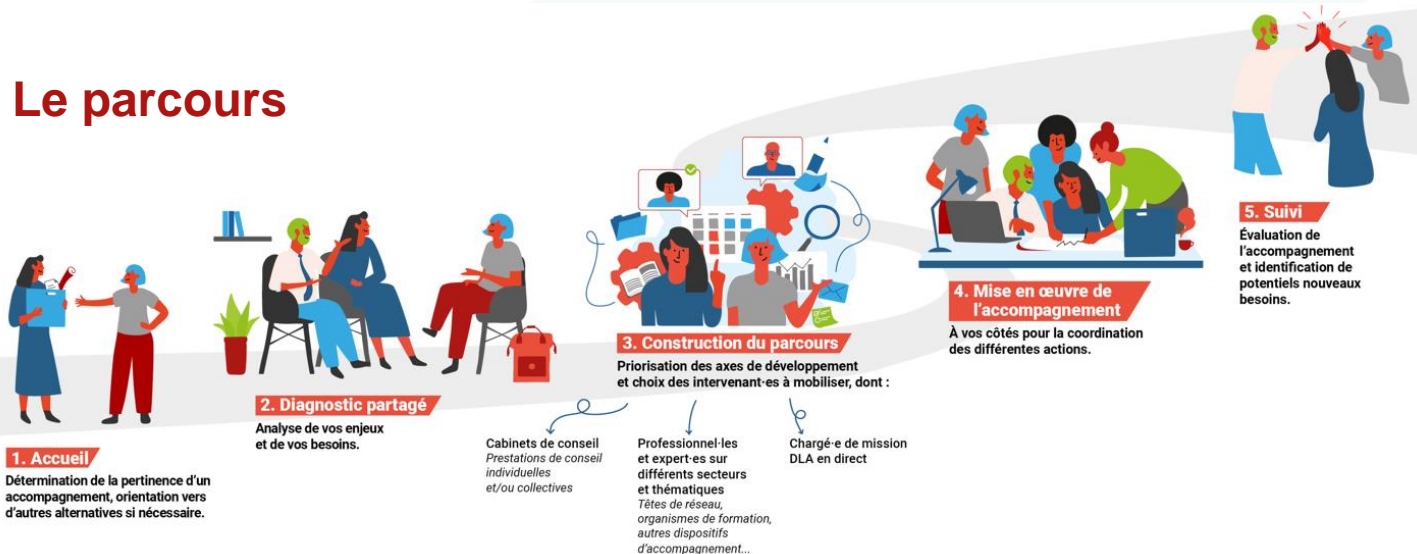 Le parcours
1. Accueil
Détermination de la pertinence d'un
accompagnement, orientation vers
d'autres alternatives si nécessaire.
2. Diagnostic partagé
Analyse de vos enjeux
et de vos besoins.
3. Construction du parcours
Priorisation des axes de développement
et choix des intervenant·es à mobiliser, dont :
Cabinets de conseil
Prestations de conseil
individuelles
et/ou collectives
Professionnel·les
et expert·es sur
différents secteurs
et thématiques
Têtes de réseau,
organismes de formation,
autres dispositifs
d'accompagnement...
Chargé·e de mission
DLA en direct
4. Mise en œuvre de
l'accompagnement
À vos côtés pour la coordination
des différentes actions.
5. Suivi
Évaluation de
l'accompagnement
et identification de
potentiels nouveaux
besoins.